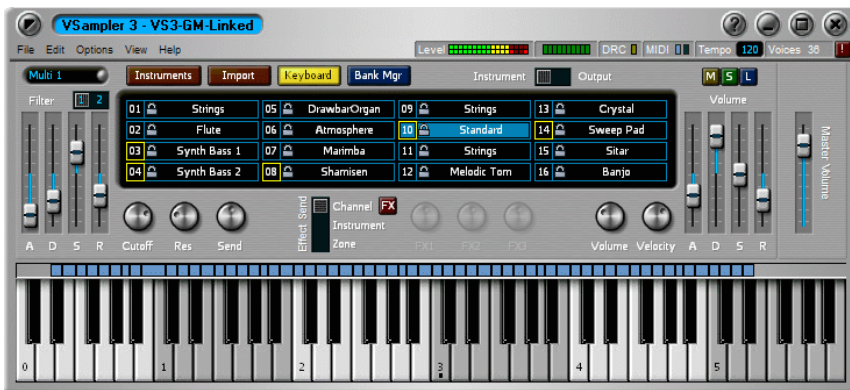 VSampler 3 - VS3-GM-Linked
File Edit Options View Help Level DRC MIDI Tempo 120 Voices 36 !
Multi 1 Instruments Import Keyboard Bank Mgr Instrument Output M S L
Filter 1 2 Volume
01 Strings 05 DrawbarOrgan 09 Strings 13 Crystal
02 Flute 06 Atmosphere 10 Standard 14 Sweep Pad
03 Synth Bass 1 07 Marimba 11 Strings 15 Sitar
04 Synth Bass 2 08 Shamisen 12 Melodic Tom 16 Banjo
Master Volume
Effect Send
Channel FX
Instrument
Zone
A D S R Cutoff Res Send FX1 FX2 FX3 Volume Velocity A D S R
0 1 2 3 4 5